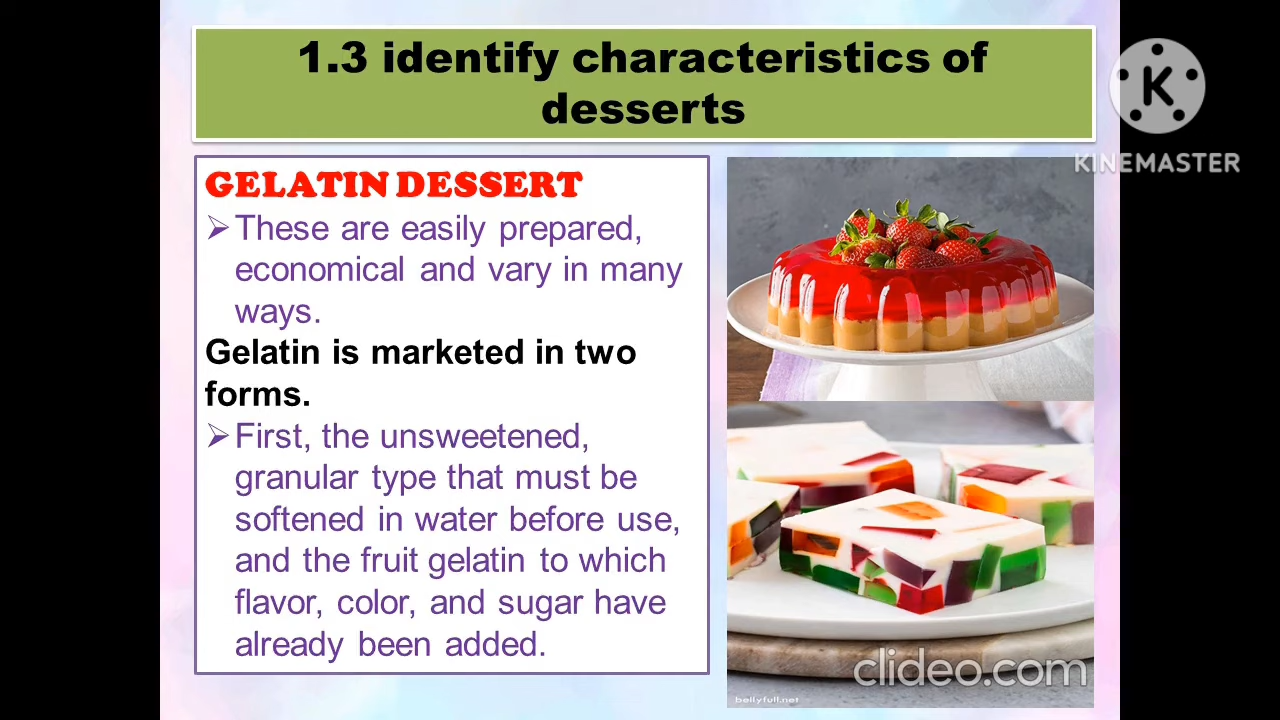 1.3 identify characteristics of
desserts
K
KINEMASTER
GELATIN DESSERT
➢These are easily prepared,
economical and vary in many
ways.
Gelatin is marketed in two
forms.
➢First, the unsweetened,
granular type that must be
softened in water before use,
and the fruit gelatin to which
flavor, color, and sugar have
already been added.
clideo.com
bellyfull.net